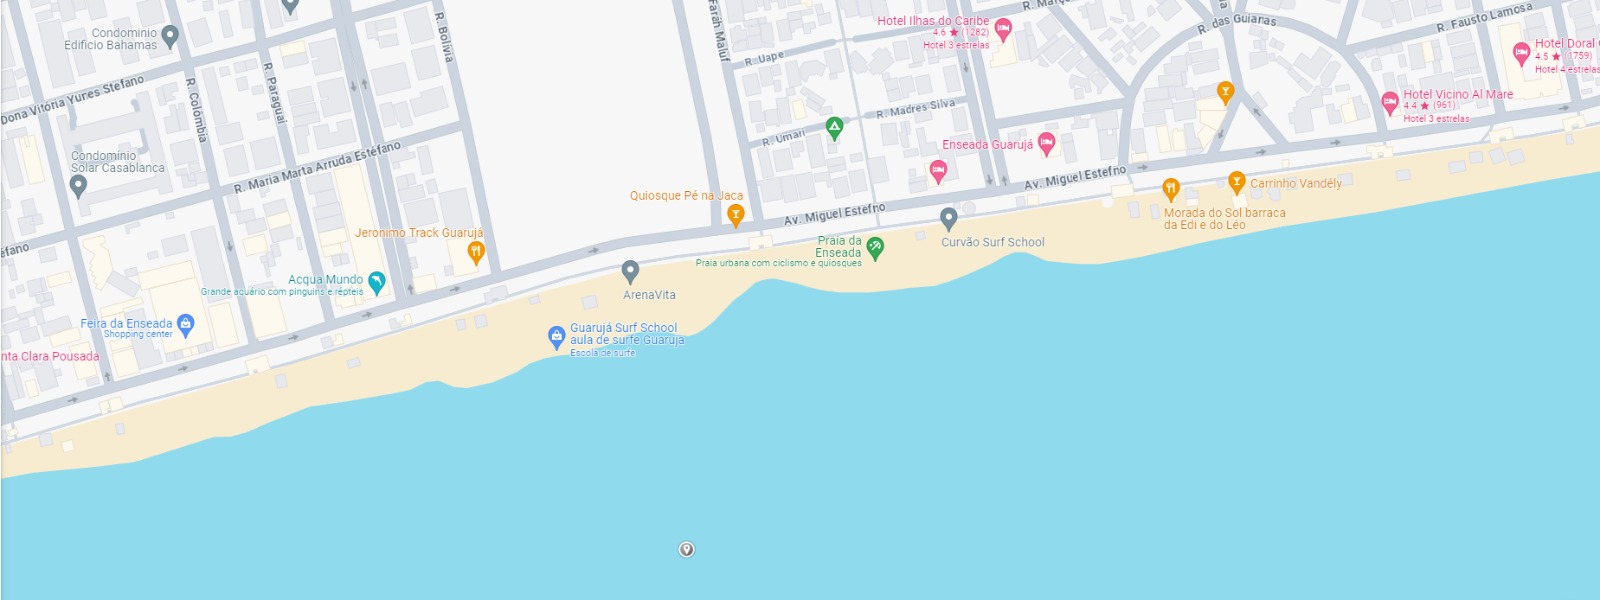 R. Bolívia
Farah Maluf
Hotel Ilhas do Caribe
4.6 ★ (1282)
Hotel 3 estrelas
R. das Guianas
R. Fausto Lamosa
Condominio
Edificio Bahamas
Hotel Doral
4.5 ★ (1759)
Hotel 4 estrelas
R. Uape
Dona Vitória Yunes Stefano
R. Colômbia
R. Paraguai
Hotel Vicino Al Mare
4.4 ★ (961)
Hotel 3 estrelas
R. Madres Silva
R. Umari
Enseada Guarujá
Condominio
Solar Casablanca
R. Maria Marta Arruda Estéfano
Av. Miguel Estefno
Carrinho Vandély
Quiosque Pé na Jaca
Av. Miguel Estefno
Morada do Sol barraca
da Edi e do Léo
éfano
Jeronimo Track Guarujá
Praia da
Enseada
Praia urbana com ciclismo e quiosques
Curvão Surf School
Acqua Mundo
Grande aquário com pinguins e répteis
ArenaVita
Feira da Enseada
Shopping center
Guarujá Surf School
aula de surfe Guaruja
Escola de surfe
nta Clara Pousada